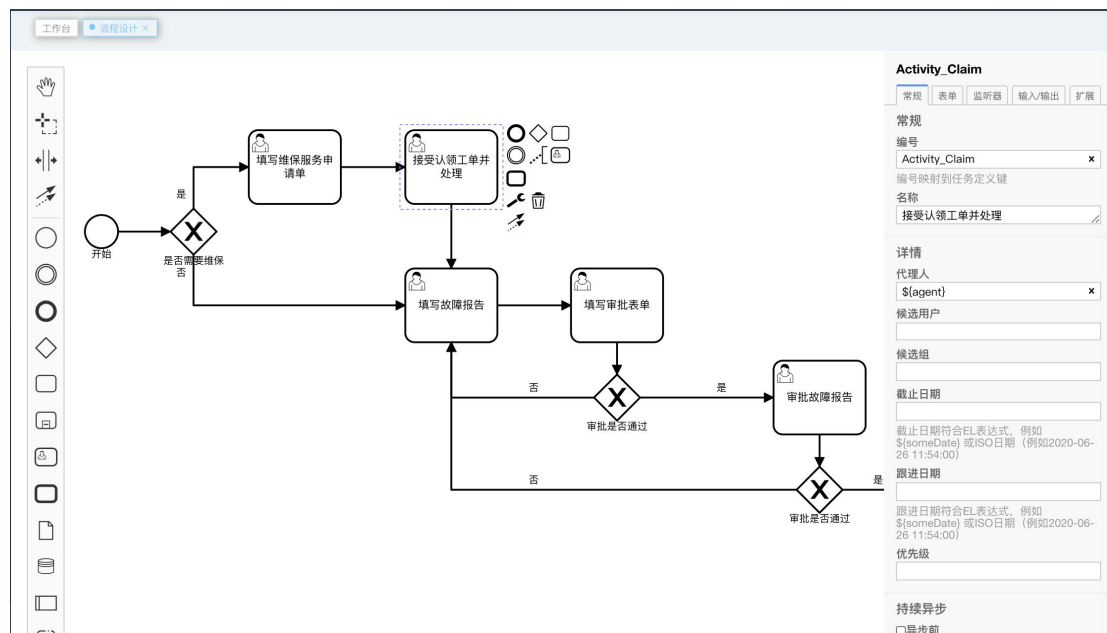 工作台
流程设计 ×
Activity_Claim
常规
表单
监听器
输入/输出
扩展
常规
编号
Activity_Claim
编号映射到任务定义键
名称
接受认领工单并处理
详情
代理人
${agent}
候选用户
候选组
截止日期
截止日期符合EL表达式，例如
${someDate} 或ISO日期（例如2020-06-
26 11:54:00）
跟进日期
跟进日期符合EL表达式，例如
${someDate} 或ISO日期（例如2020-06-
26 11:54:00）
优先级
持续异步
异步前
填写维保服务申
请单
接受认领工单并
处理
是
开始
是否需要维保
否
填写故障报告
填写审批表单
否
是
审批故障报告
审批是否通过
否
是
审批是否通过